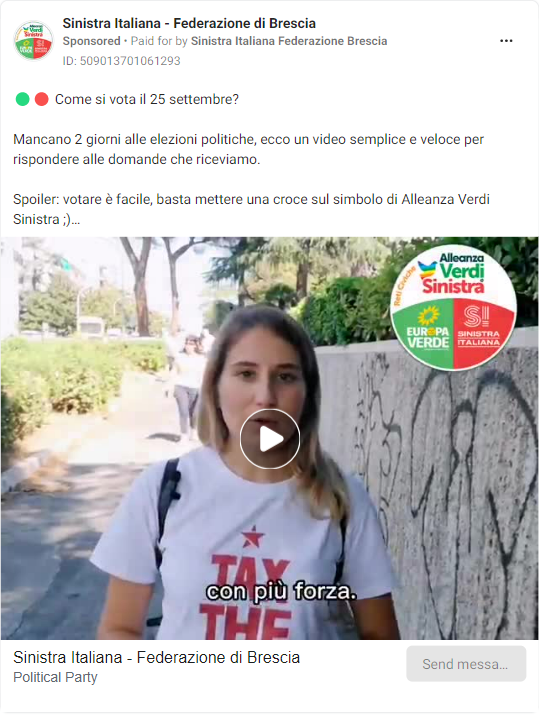 Sinistra Italiana - Federazione di Brescia
Sponsored • Paid for by Sinistra Italiana Federazione Brescia
ID: 509013701061293
Come si vota il 25 settembre?
Mancano 2 giorni alle elezioni politiche, ecco un video semplice e veloce per
rispondere alle domande che riceviamo.
Spoiler: votare è facile, basta mettere una croce sul simbolo di Alleanza Verdi
Sinistra ;)...
Reti Civiche
Alleanza
Verdi
Sinistra
EUROPA
VERDE
S!
SINISTRA
ITALIANA
TAX
con più forza.
THE
Sinistra Italiana - Federazione di Brescia
Political Party
Send messa...